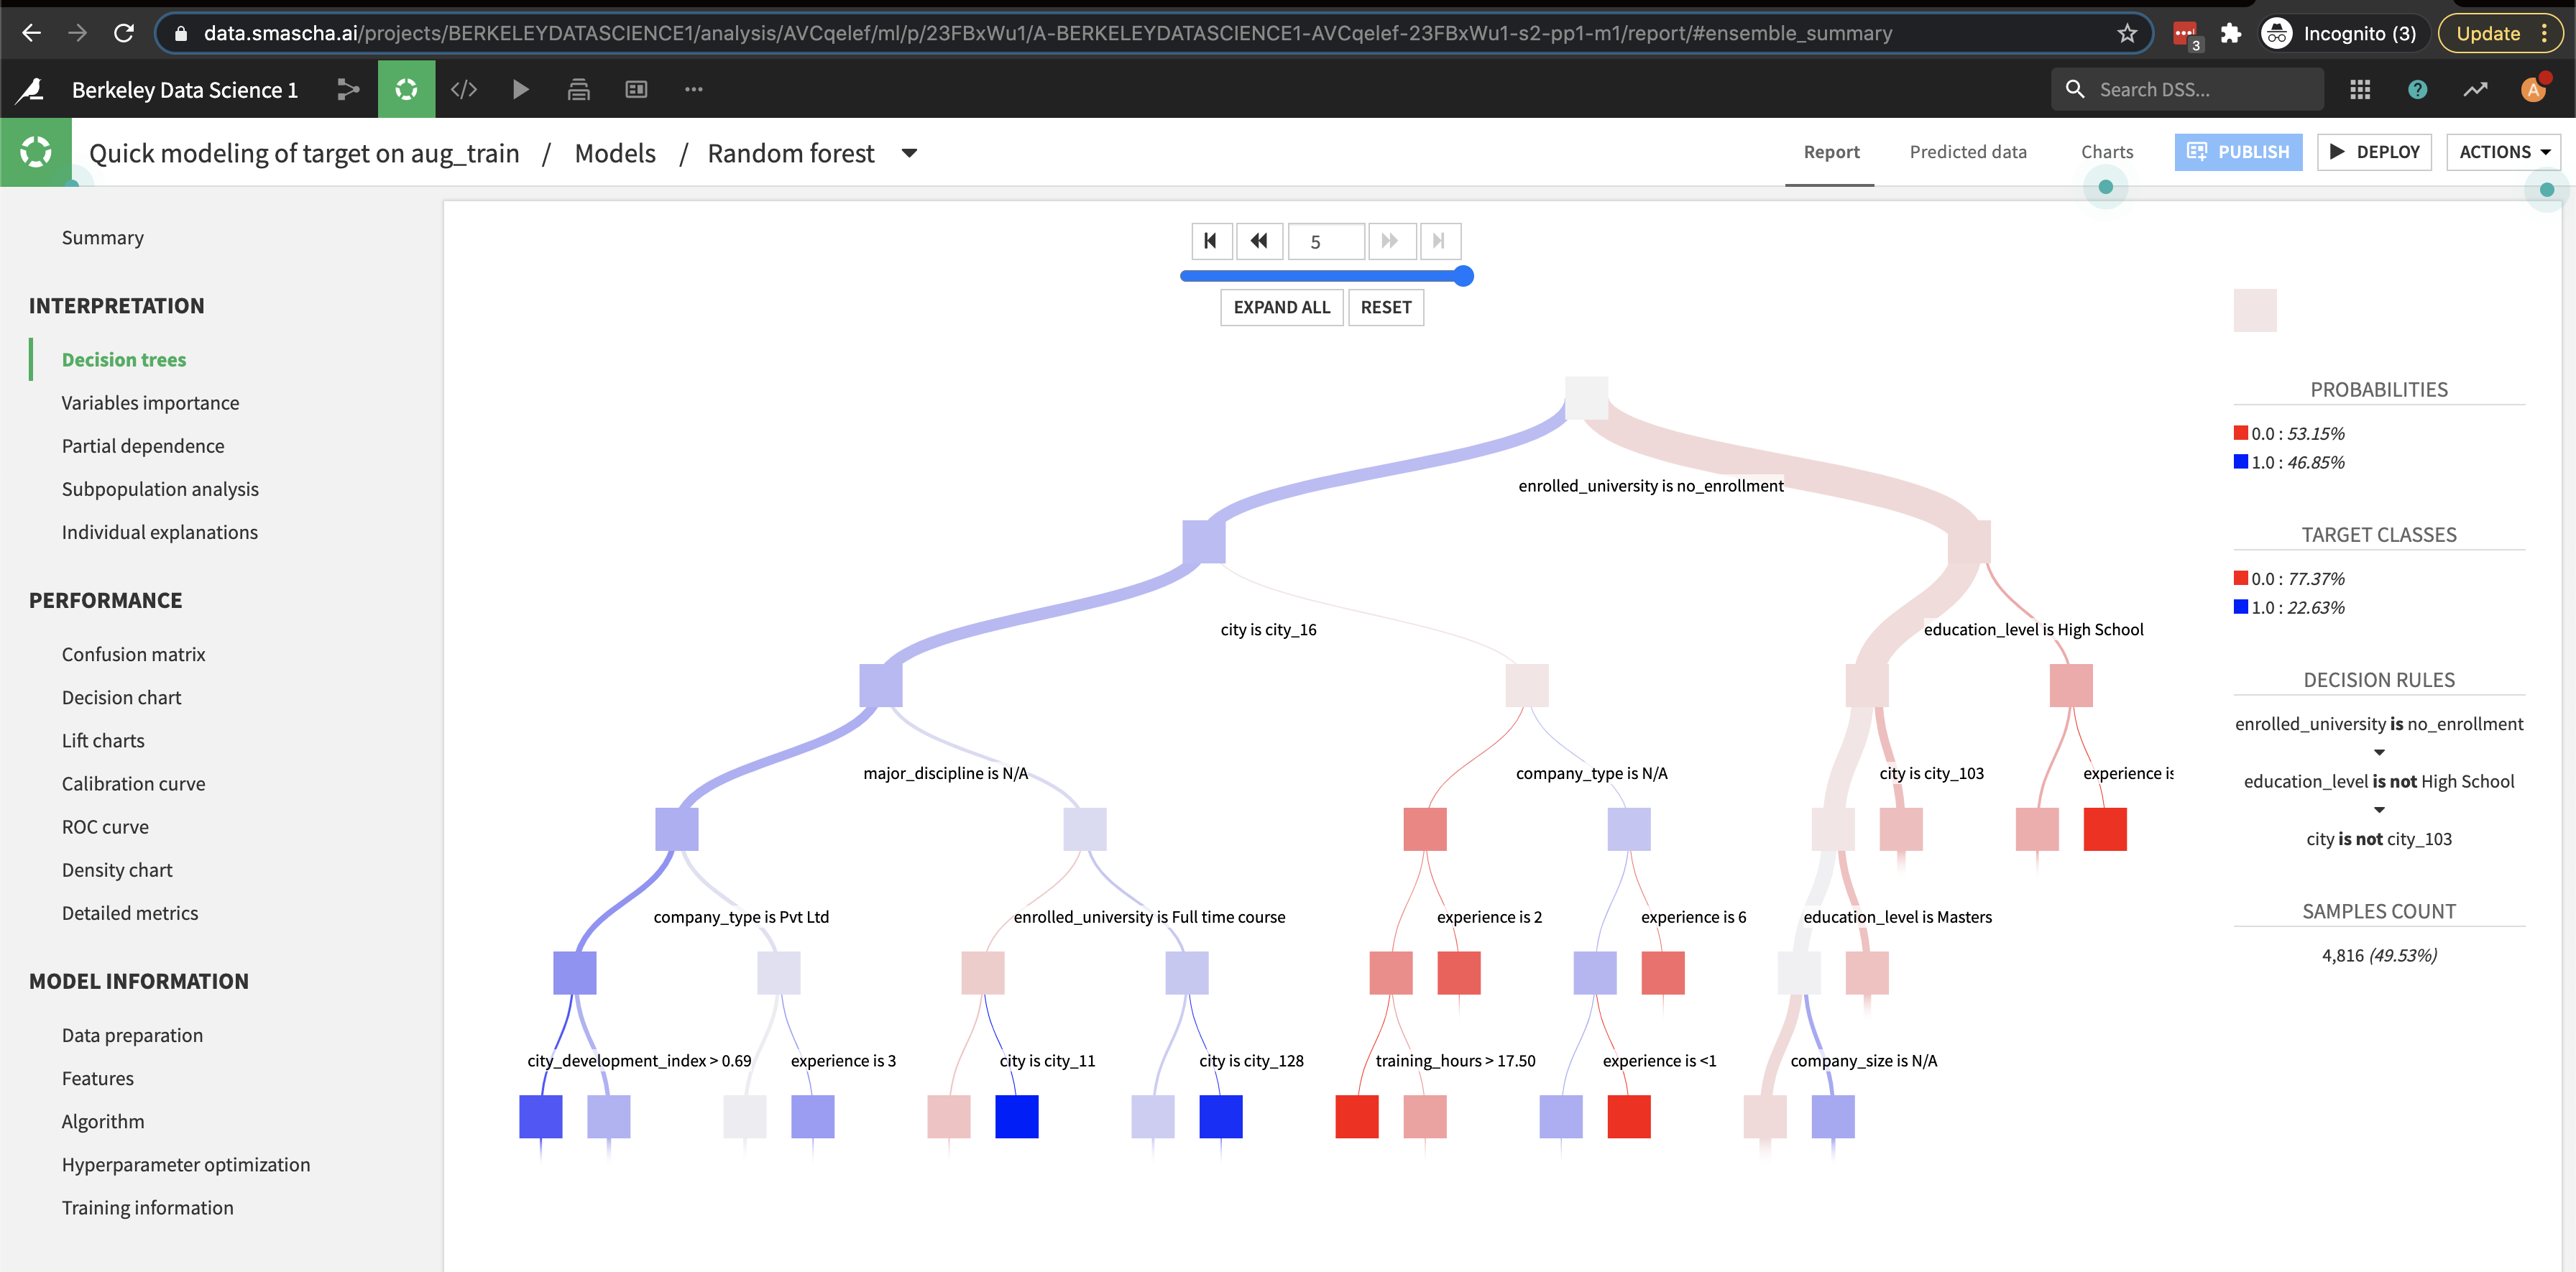 data.smascha.ai/projects/BERKELEYDATASCIENCE1/analysis/AVCqelef/ml/p/23FBxWu1/A-BERKELEYDATASCIENCE1-AVCqelef-23FBxWu1-s2-pp1-m1/report/#ensemble_summary
3
Incognito (3)
Update
Berkeley Data Science 1
Search DSS...
A
Quick modeling of target on aug_train / Models / Random forest
Report
Predicted data
Charts
PUBLISH
DEPLOY
ACTIONS
Summary
INTERPRETATION
Decision trees
Variables importance
Partial dependence
Subpopulation analysis
Individual explanations
PERFORMANCE
Confusion matrix
Decision chart
Lift charts
Calibration curve
ROC curve
Density chart
Detailed metrics
MODEL INFORMATION
Data preparation
Features
Algorithm
Hyperparameter optimization
Training information
5
EXPAND ALL
RESET
enrolled_university is no_enrollment
city is city_16
education_level is High School
major_discipline is N/A
company_type is N/A
city is city_103
experience is
company_type is Pvt Ltd
enrolled_university is Full time course
experience is 2
experience is 6
education_level is Masters
city_development_index > 0.69
experience is 3
city is city_11
city is city_128
training_hours > 17.50
experience is <1
company_size is N/A
PROBABILITIES
0.0 : 53.15%
1.0 : 46.85%
TARGET CLASSES
0.0 : 77.37%
1.0 : 22.63%
DECISION RULES
enrolled_university is no_enrollment
education_level is not High School
city is not city_103
SAMPLES COUNT
4,816 (49.53%)